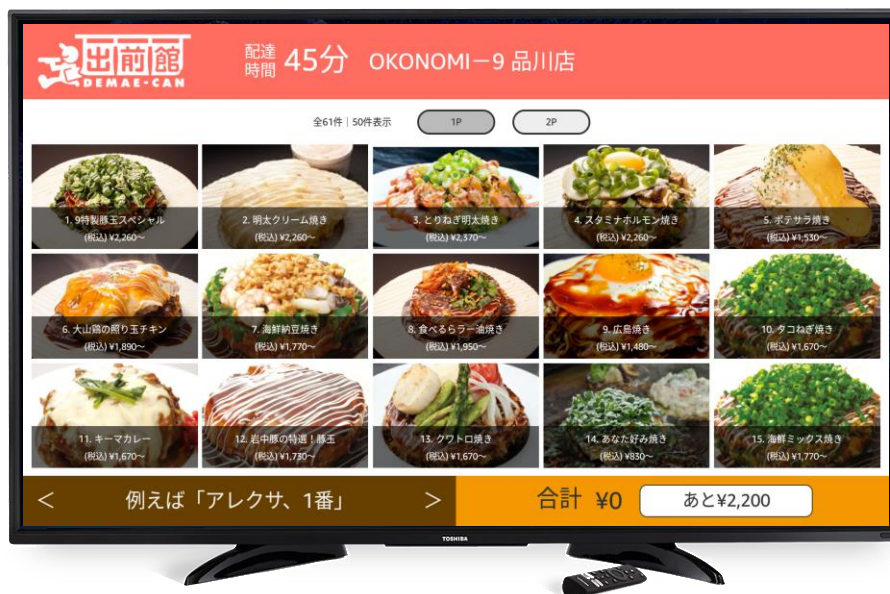 出前館
DEMAE-CAN
配達
時間 45分 OKONOMI－9 品川店
全61件｜50件表示 1P 2P
1. 9特製豚玉スペシャル
(税込) ¥2,260～
2. 明太クリーム焼き
(税込) ¥2,260～
3. とりねぎ明太焼き
(税込) ¥2,370～
4. スタミナホルモン焼き
(税込) ¥2,260～
5. ポテサラ焼き
(税込) ¥1,530～
6. 大山鶏の照り玉チキン
(税込) ¥1,890～
7. 海鮮納豆焼き
(税込) ¥1,770～
8. 食べるらラー油焼き
(税込) ¥1,950～
9. 広島焼き
(税込) ¥1,480～
10. タコねぎ焼き
(税込) ¥1,670～
11. キーマカレー
(税込) ¥1,670～
12. 岩中豚の特選！豚玉
(税込) ¥1,730～
13. クワトロ焼き
(税込) ¥1,670～
14. あなた好み焼き
(税込) ¥830～
15. 海鮮ミックス焼き
(税込) ¥1,770～
< 例えば「アレクサ、1番」 >
合計 ¥0 あと¥2,200
TOSHIBA